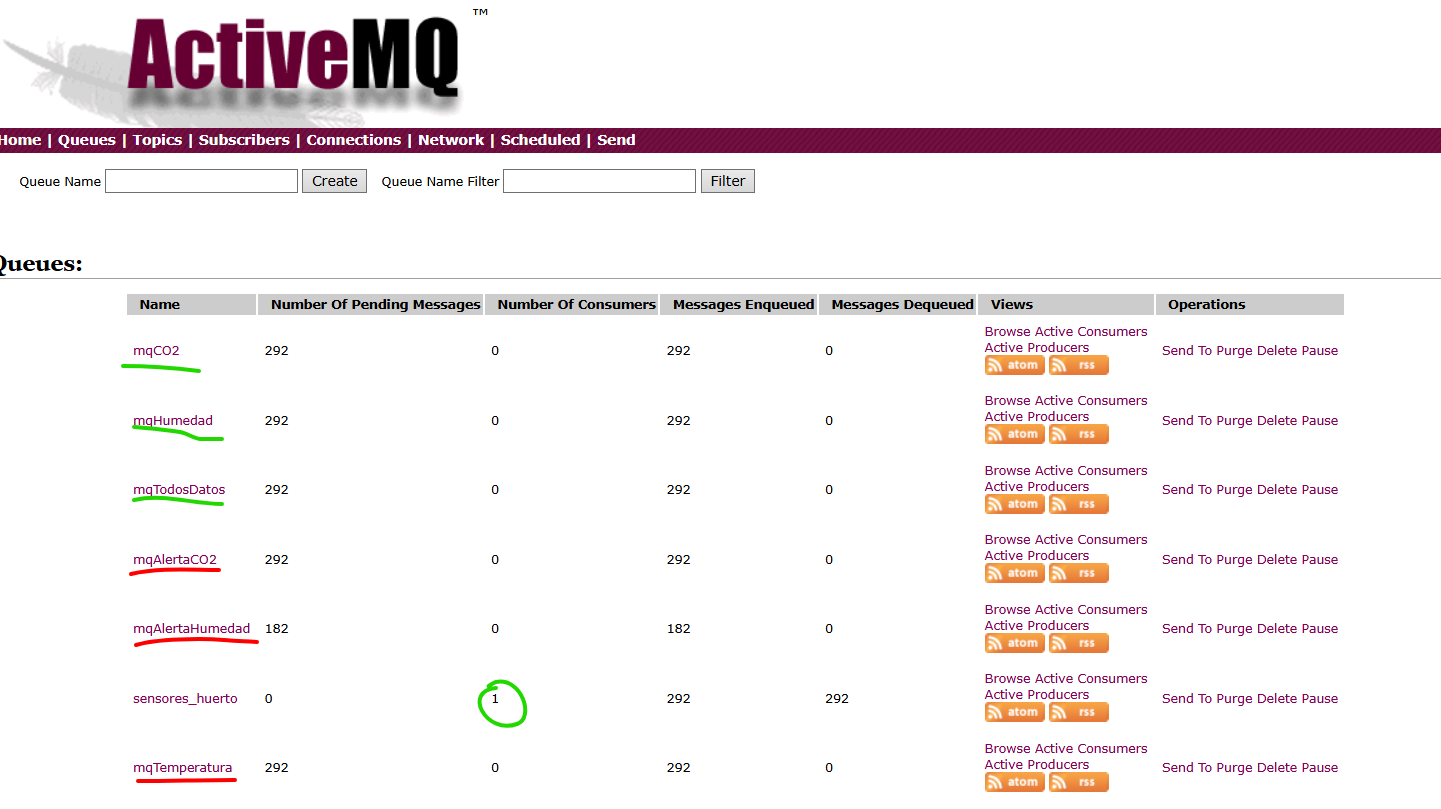 ActiveMQ ™
Home | Queues | Topics | Subscribers | Connections | Network | Scheduled | Send
Queue Name Create Queue Name Filter Filter
Queues:
Name Number Of Pending Messages Number Of Consumers Messages Enqueued Messages Dequeued Views Operations
mqCO2 292 0 292 0 Browse Active Consumers
Active Producers
atom rss
Send To Purge Delete Pause
mqHumedad 292 0 292 0 Browse Active Consumers
Active Producers
atom rss
Send To Purge Delete Pause
mqTodosDatos 292 0 292 0 Browse Active Consumers
Active Producers
atom rss
Send To Purge Delete Pause
mqAlertaCO2 292 0 292 0 Browse Active Consumers
Active Producers
atom rss
Send To Purge Delete Pause
mqAlertaHumedad 182 0 182 0 Browse Active Consumers
Active Producers
atom rss
Send To Purge Delete Pause
sensores_huerto 0 1 292 292 Browse Active Consumers
Active Producers
atom rss
Send To Purge Delete Pause
mqTemperatura 292 0 292 0 Browse Active Consumers
Active Producers
atom rss
Send To Purge Delete Pause